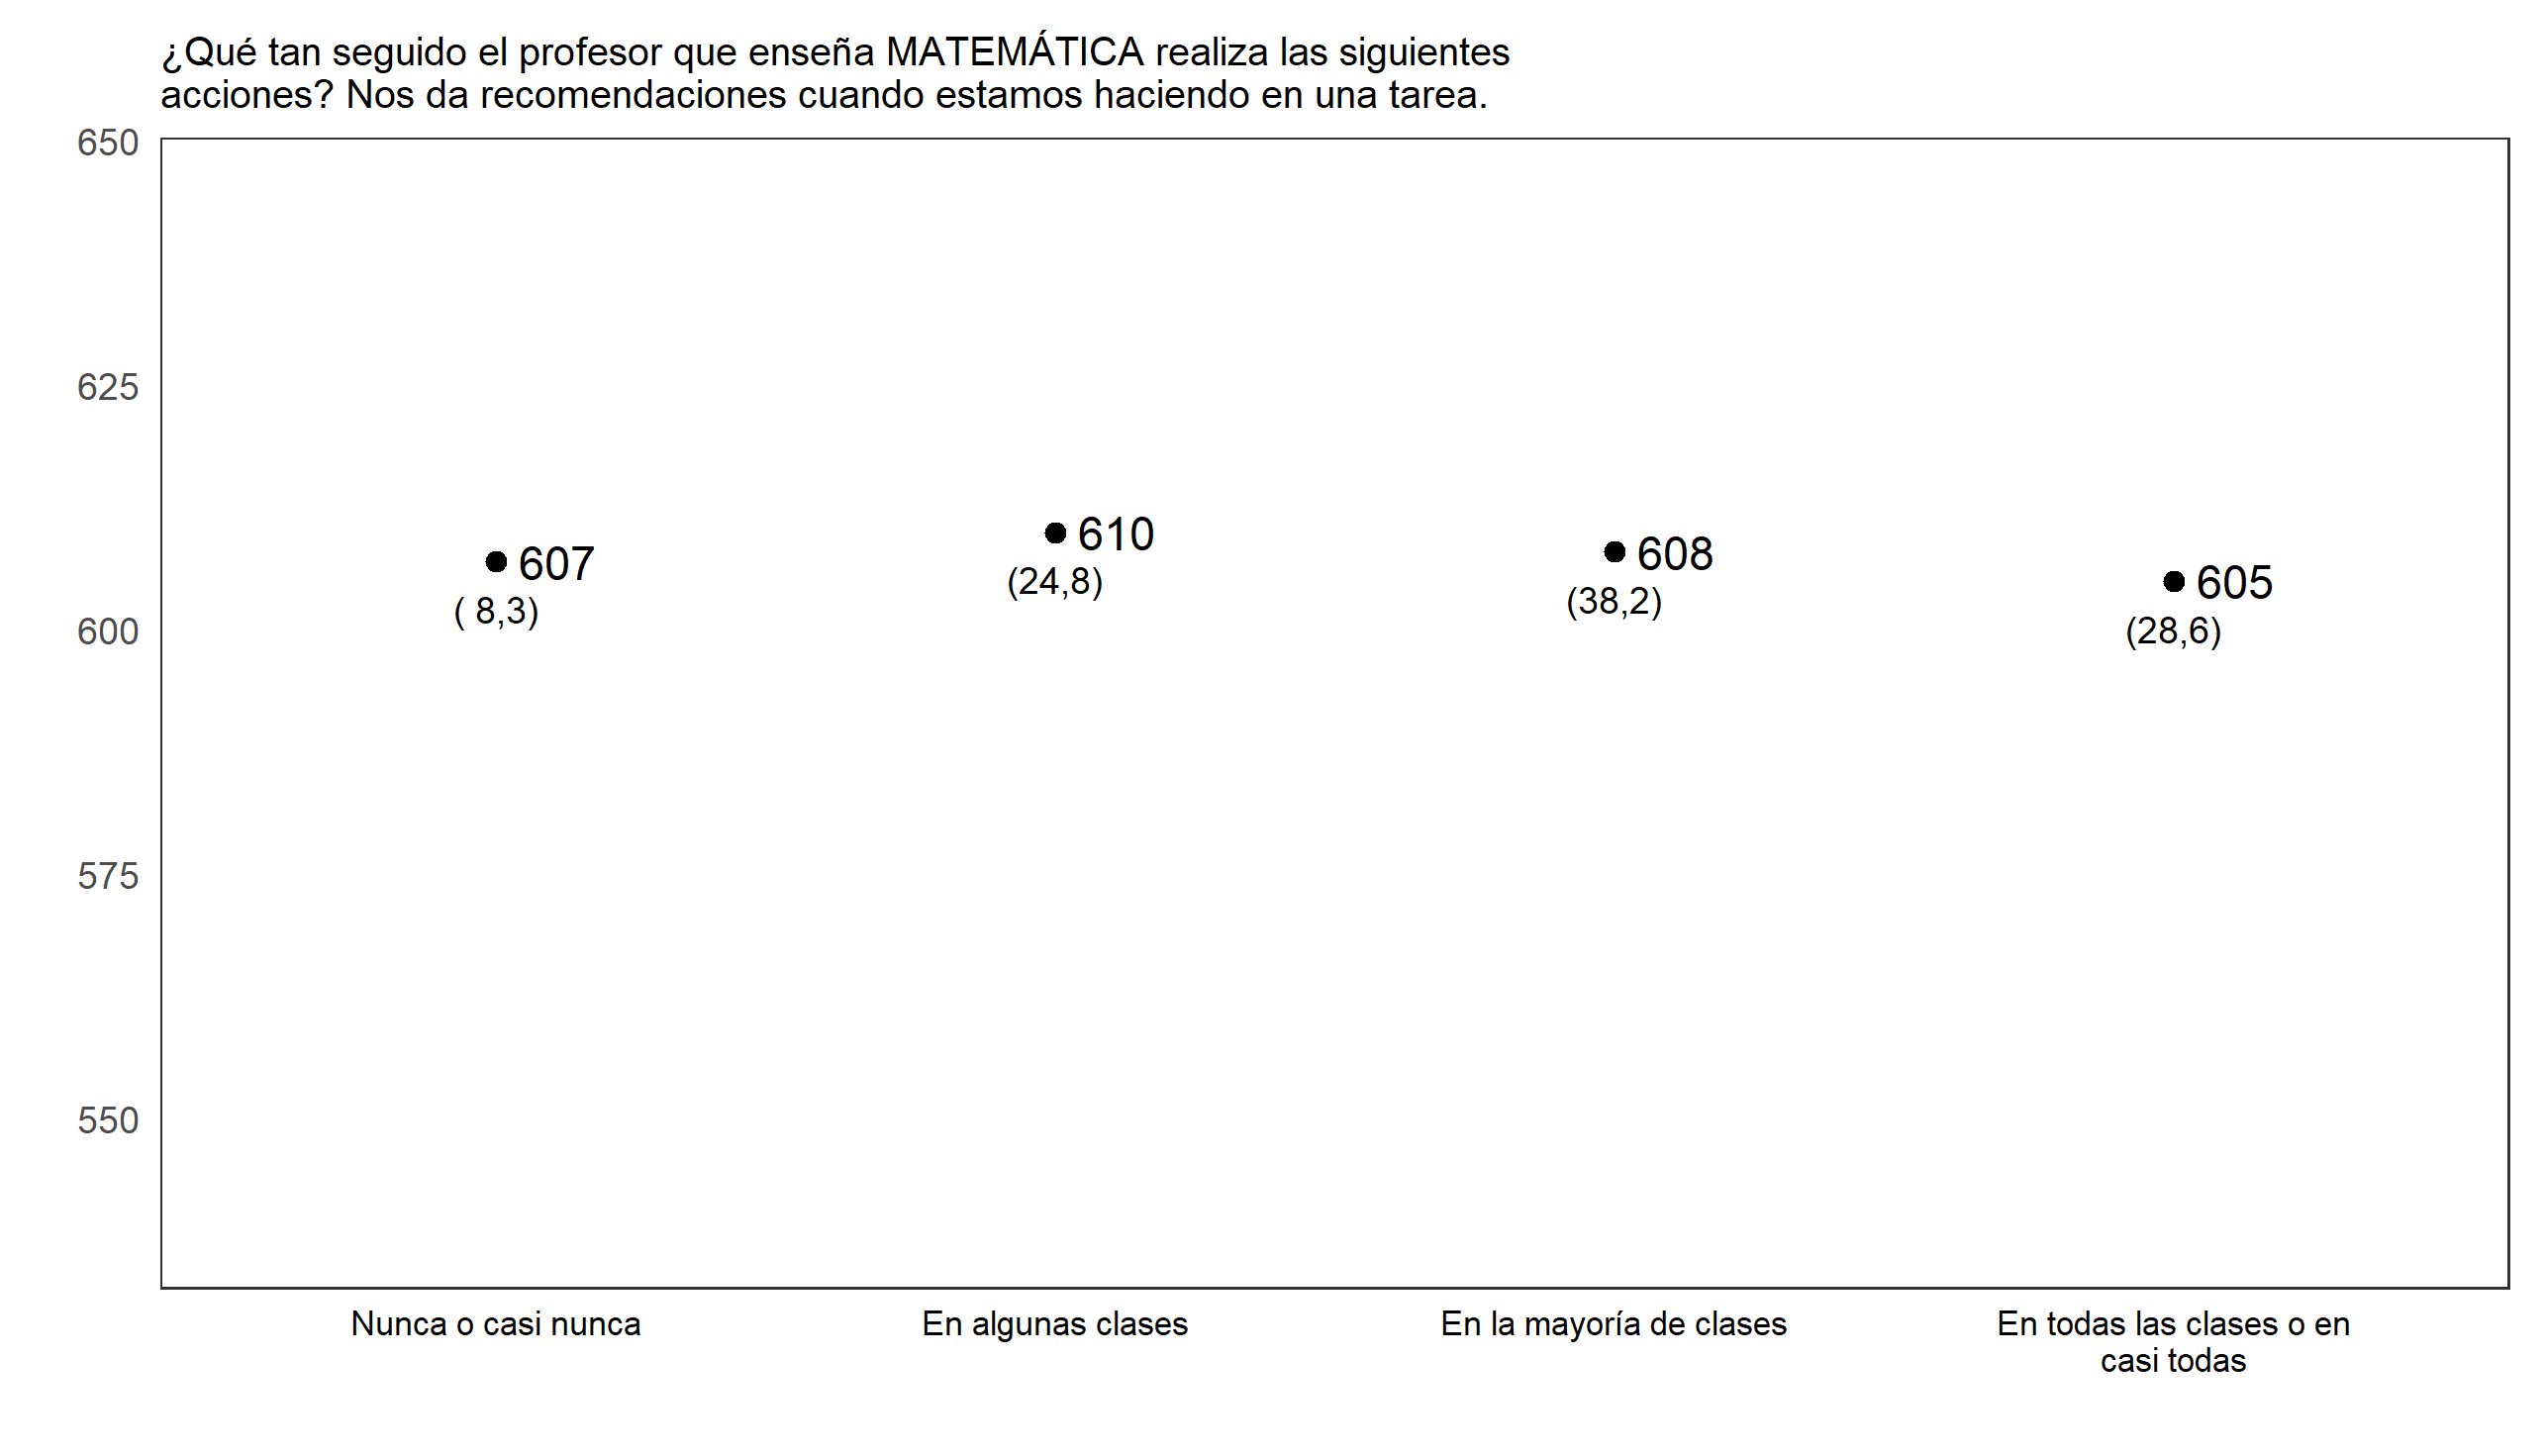 ¿Qué tan seguido el profesor que enseña MATEMÁTICA realiza las siguientes
acciones? Nos da recomendaciones cuando estamos haciendo en una tarea.
650
625
600
575
550
607
( 8,3)
610
(24,8)
608
(38,2)
605
(28,6)
Nunca o casi nunca
En algunas clases
En la mayoría de clases
En todas las clases o en
casi todas